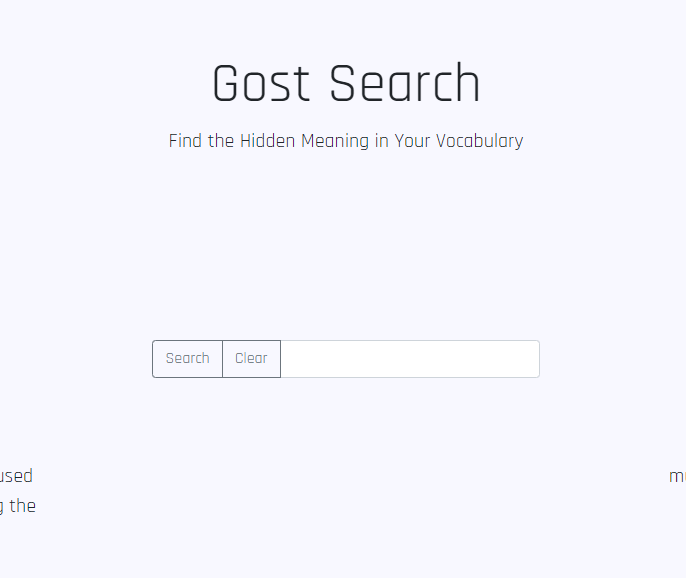 Gost Search
Find the Hidden Meaning in Your Vocabulary
Search Clear
used
the